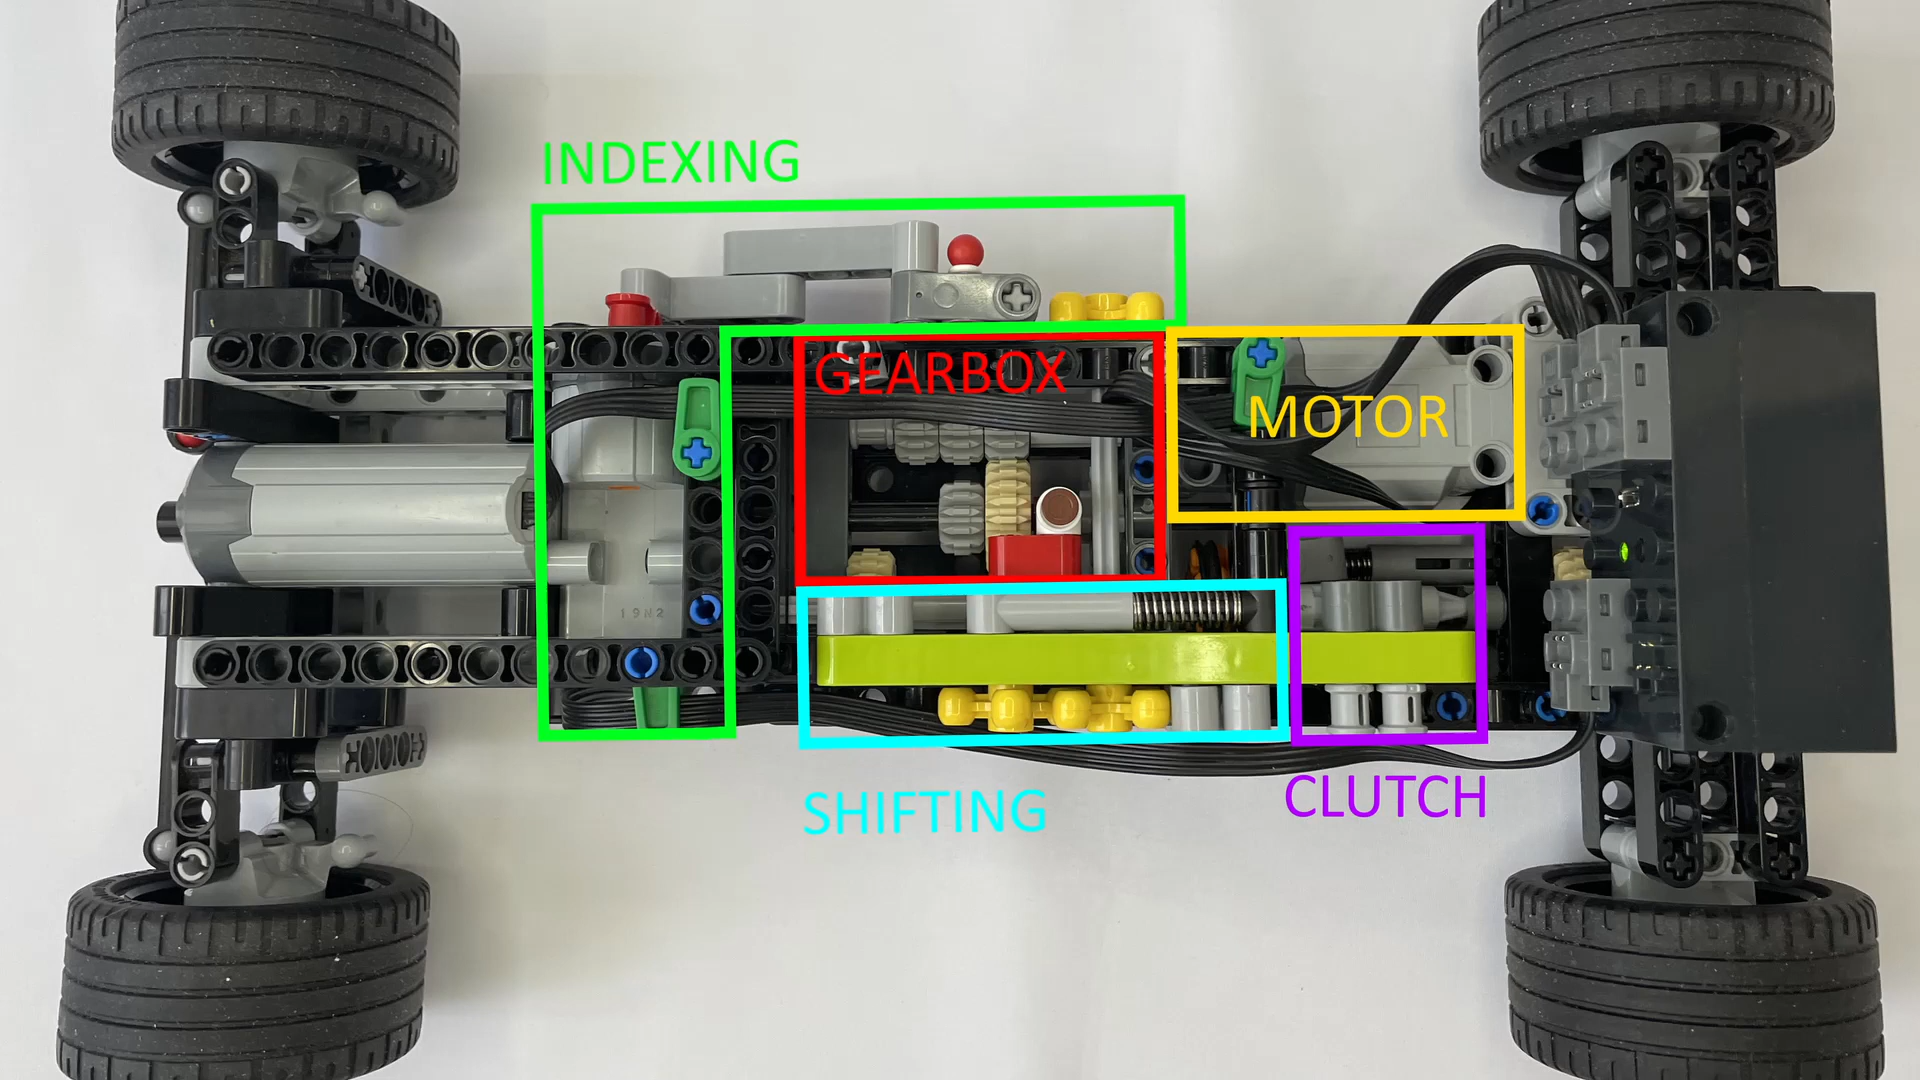 INDEXING
GEARBOX
MOTOR
19N2
SHIFTING
CLUTCH